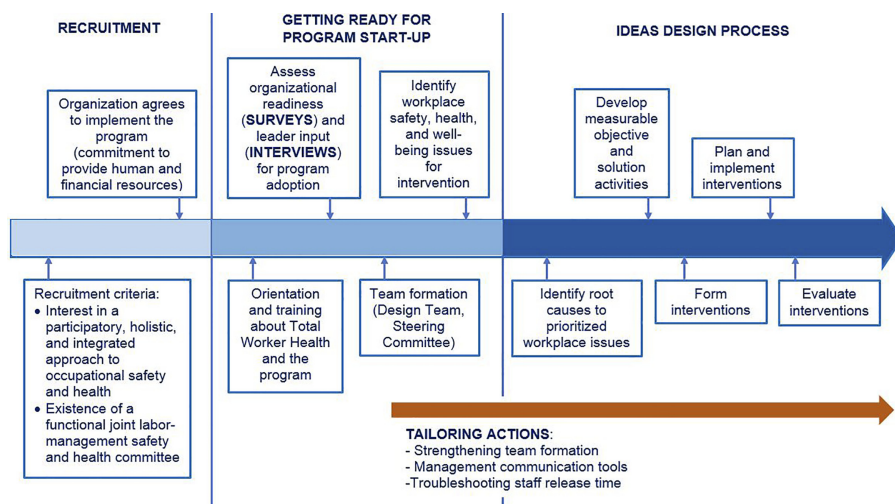 RECRUITMENT
GETTING READY FOR
PROGRAM START-UP
IDEAS DESIGN PROCESS
Organization agrees
to implement the
program
(commitment to
provide human and
financial resources)
Assess
organizational
readiness
(SURVEYS) and
leader input
(INTERVIEWS)
for program
adoption
Identify
workplace
safety, health,
and well-
being issues
for
intervention
Develop
measurable
objective
and
solution
activities
Plan and
implement
interventions
Recruitment criteria:
• Interest in a
participatory, holistic,
and integrated
approach to
occupational safety
and health
• Existence of a
functional joint labor-
management safety
and health committee
Orientation
and training
about Total
Worker Health
and the
program
Team formation
(Design Team,
Steering
Committee)
Identify root
causes to
prioritized
workplace issues
Form
interventions
Evaluate
interventions
TAILORING ACTIONS:
- Strengthening team formation
- Management communication tools
-Troubleshooting staff release time